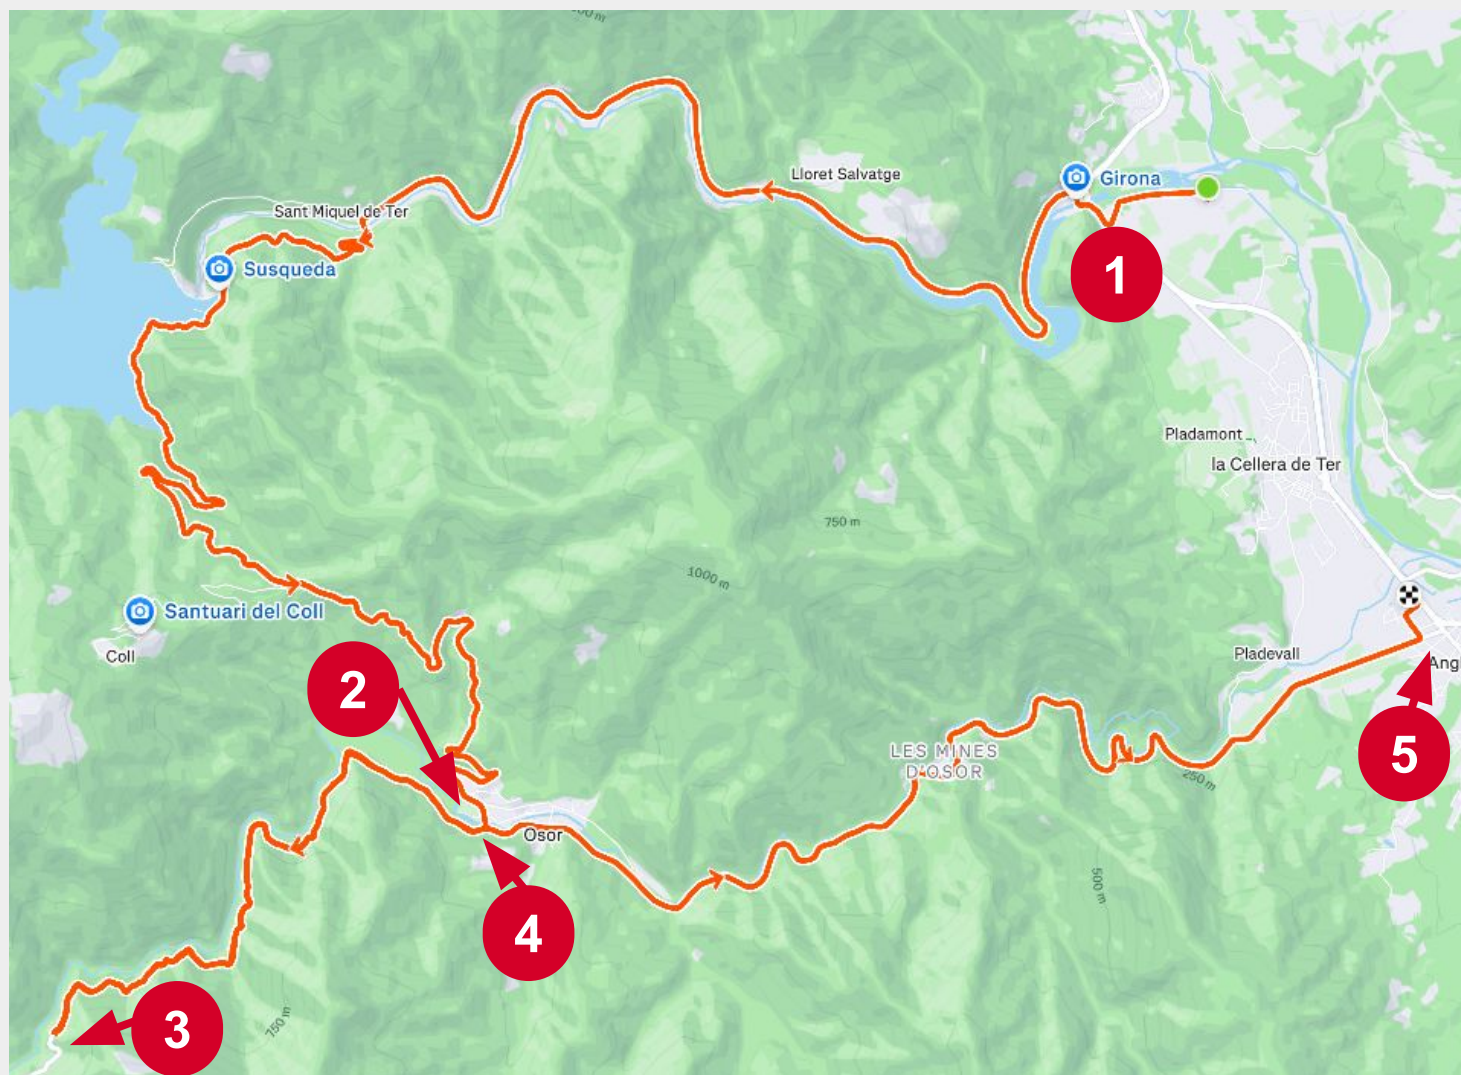 Lloret Salvatge
Girona
Sant Miquel de Ter
Susqueda
1
Pladamont
la Cellera de Ter
750 m
1000 m
Santuari del Coll
Coll
Pladevall
2
LES MINES
D'OSOR
5
250 m
Osor
500 m
4
750 m
3